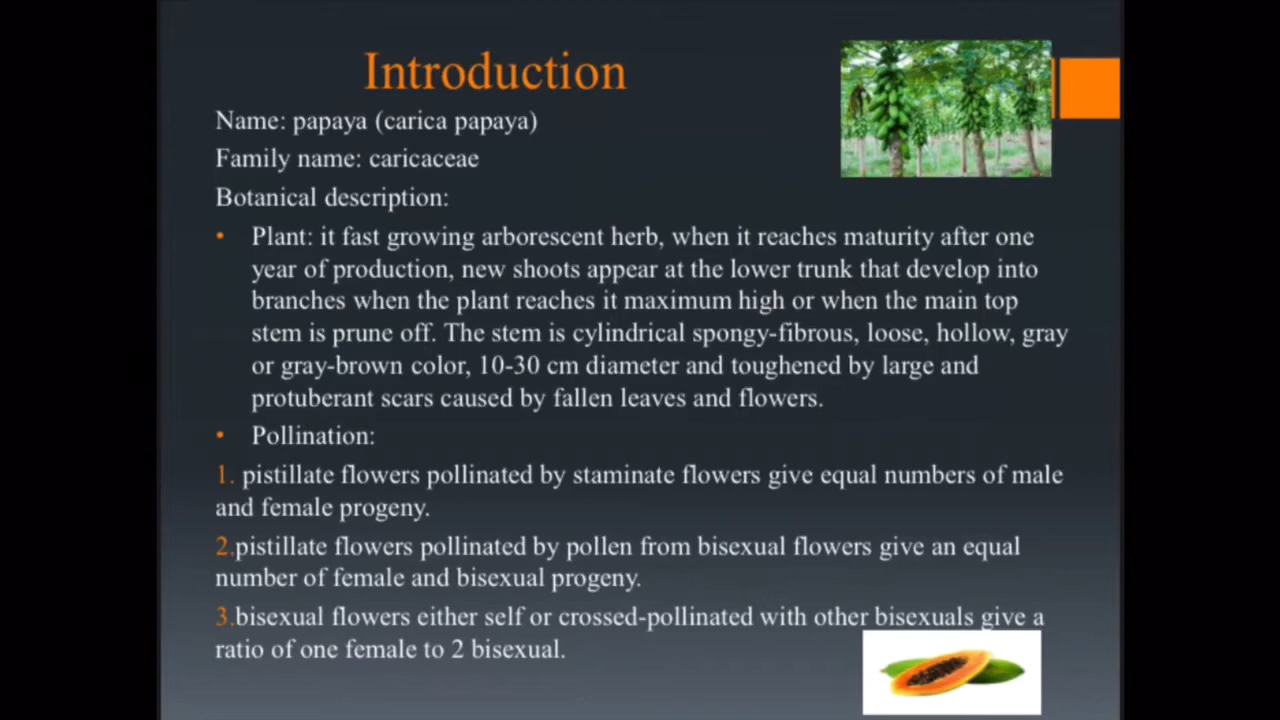 Introduction
Name: papaya (carica papaya)
Family name: caricaceae
Botanical description:
• Plant: it fast growing arborescent herb, when it reaches maturity after one
year of production, new shoots appear at the lower trunk that develop into
branches when the plant reaches it maximum high or when the main top
stem is prune off. The stem is cylindrical spongy-fibrous, loose, hollow, gray
or gray-brown color, 10-30 cm diameter and toughened by large and
protuberant scars caused by fallen leaves and flowers.
• Pollination:
1. pistillate flowers pollinated by staminate flowers give equal numbers of male
and female progeny.
2.pistillate flowers pollinated by pollen from bisexual flowers give an equal
number of female and bisexual progeny.
3.bisexual flowers either self or crossed-pollinated with other bisexuals give a
ratio of one female to 2 bisexual.